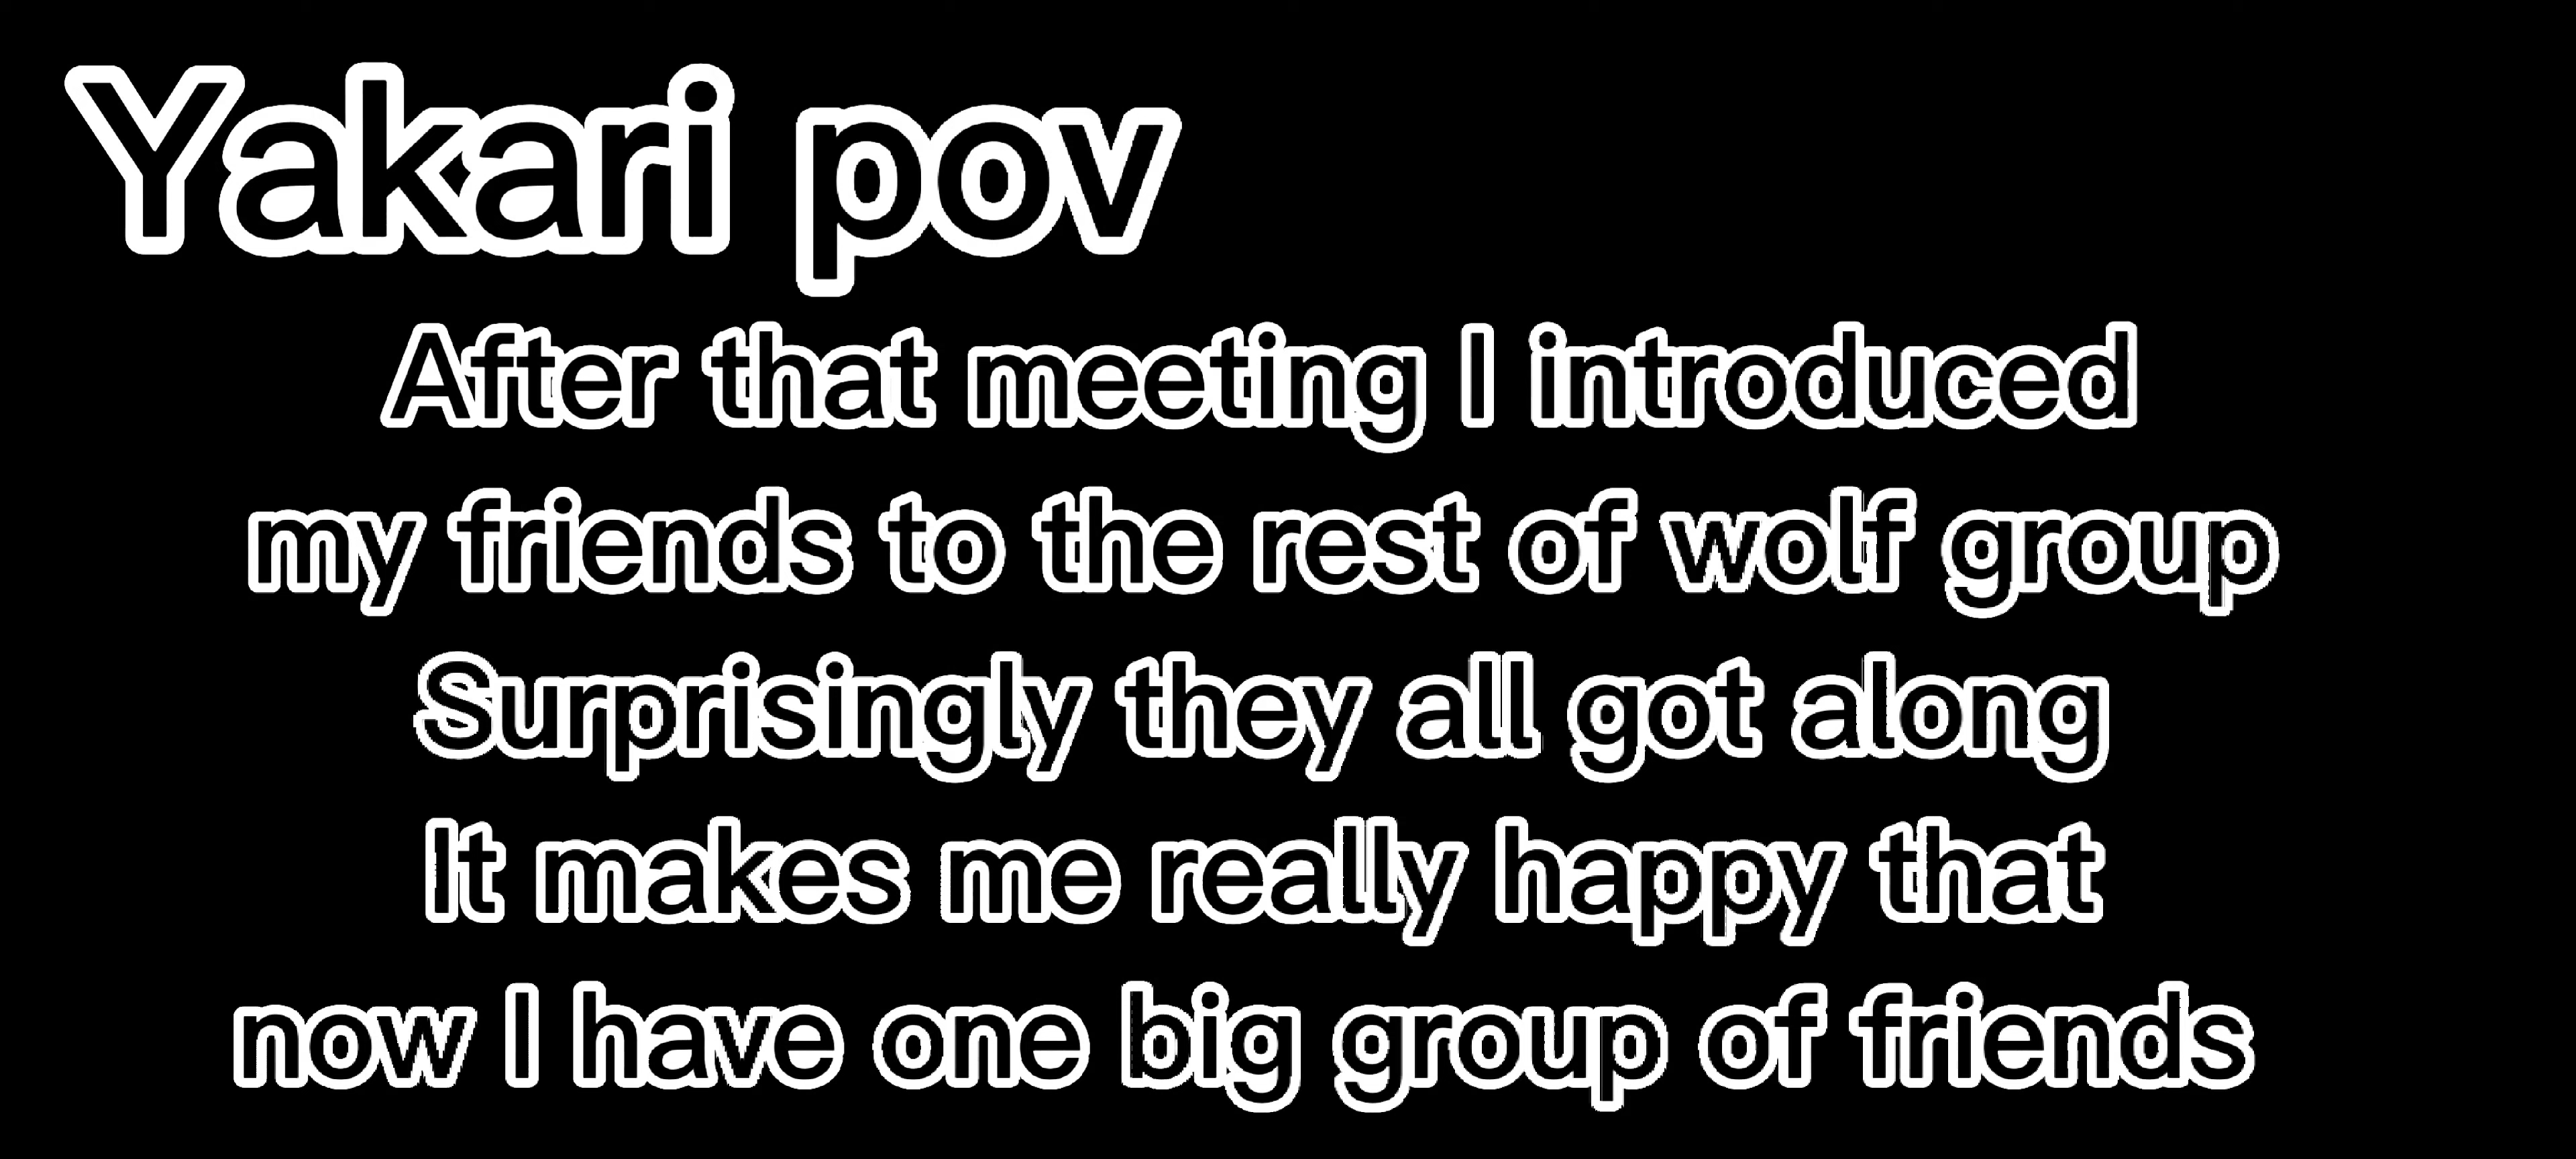 Yakari pov
After that meeting I introduced
my friends to the rest of wolf group
Surprisingly they all got along
It makes me really happy that
now I have one big group of friends